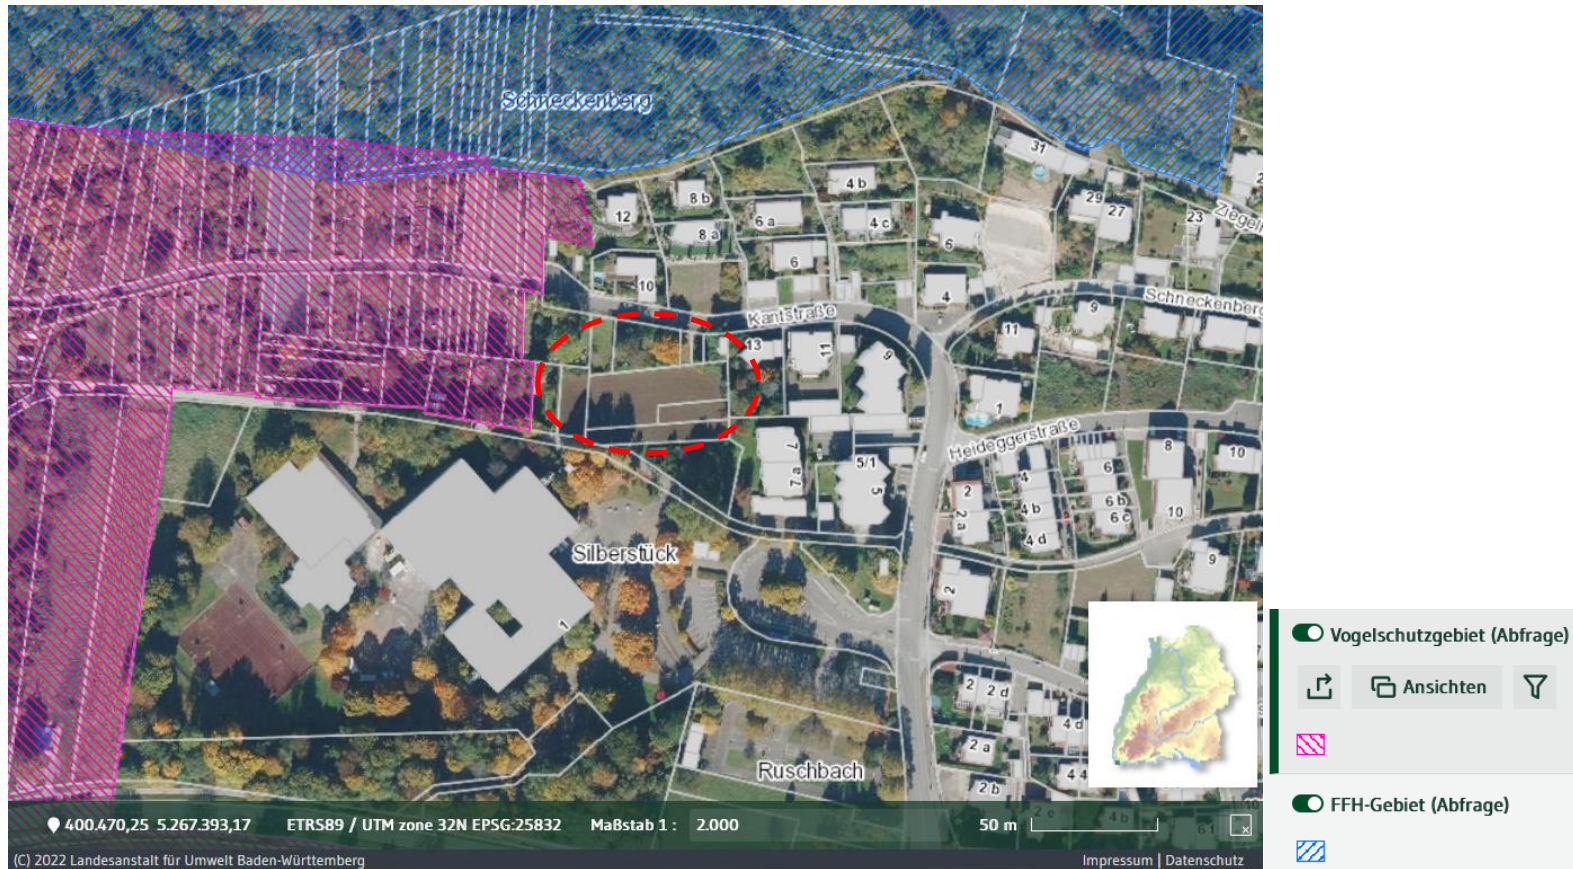 Schneckenberg
31
4 b
8 b
29
27
12
6 a
4 c
23
Ziegelh
8 a
6
6
10
4
Schneckenberg
9
Kantstraße
11
13
11
9
1
Heideggerstraße
8
10
7
5/1
6
4
2
7 a
5
6 b
4 b
10
2 a
6 c
4 d
Silberstück
9
2
1
2
2 d
4 d
2 a
Ruschbach
4 4
2 b
Vogelschutzgebiet (Abfrage)
Ansichten
FFH-Gebiet (Abfrage)
400.470,25 5.267.393,17 ETRS89 / UTM zone 32N EPSG:25832 Maßstab 1 : 2.000 50 m
(C) 2022 Landesanstalt für Umwelt Baden-Württemberg Impressum | Datenschutz